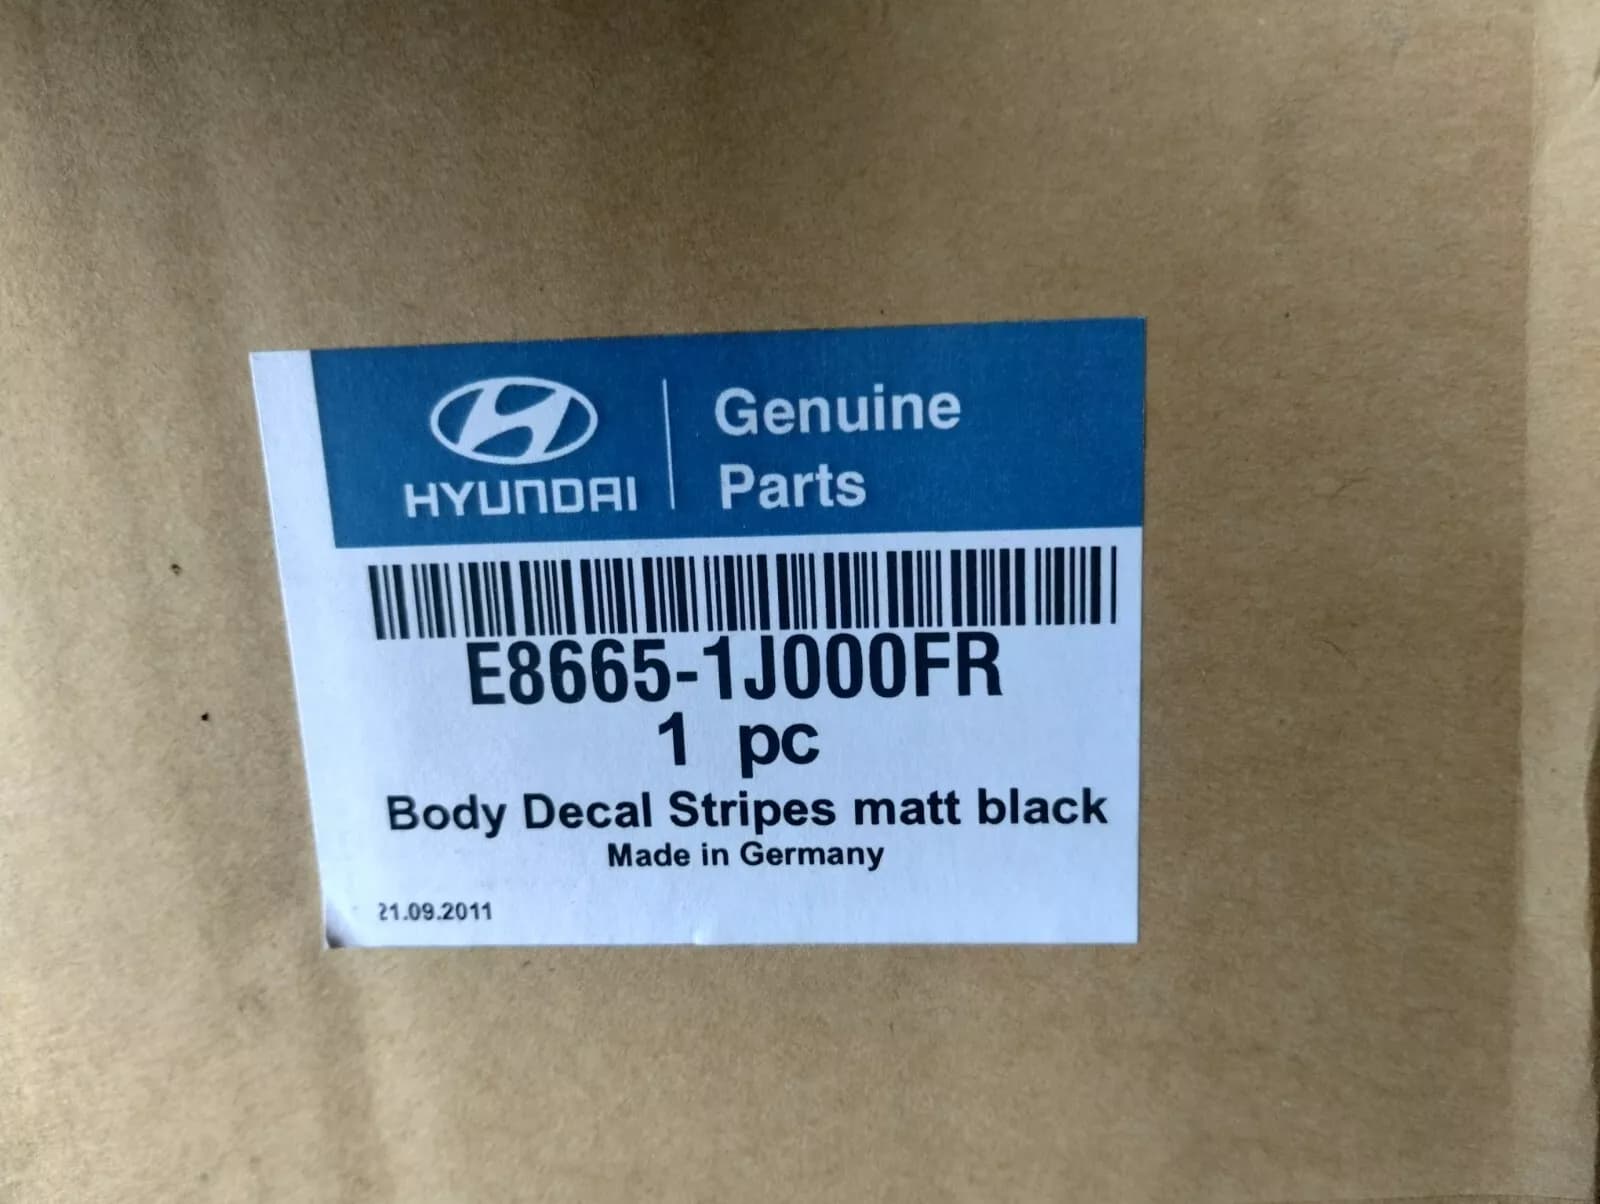 HYUNDAI
Genuine
Parts
E8665-1J000FR
1 pc
Body Decal Stripes matt black
Made in Germany
21.09.2011